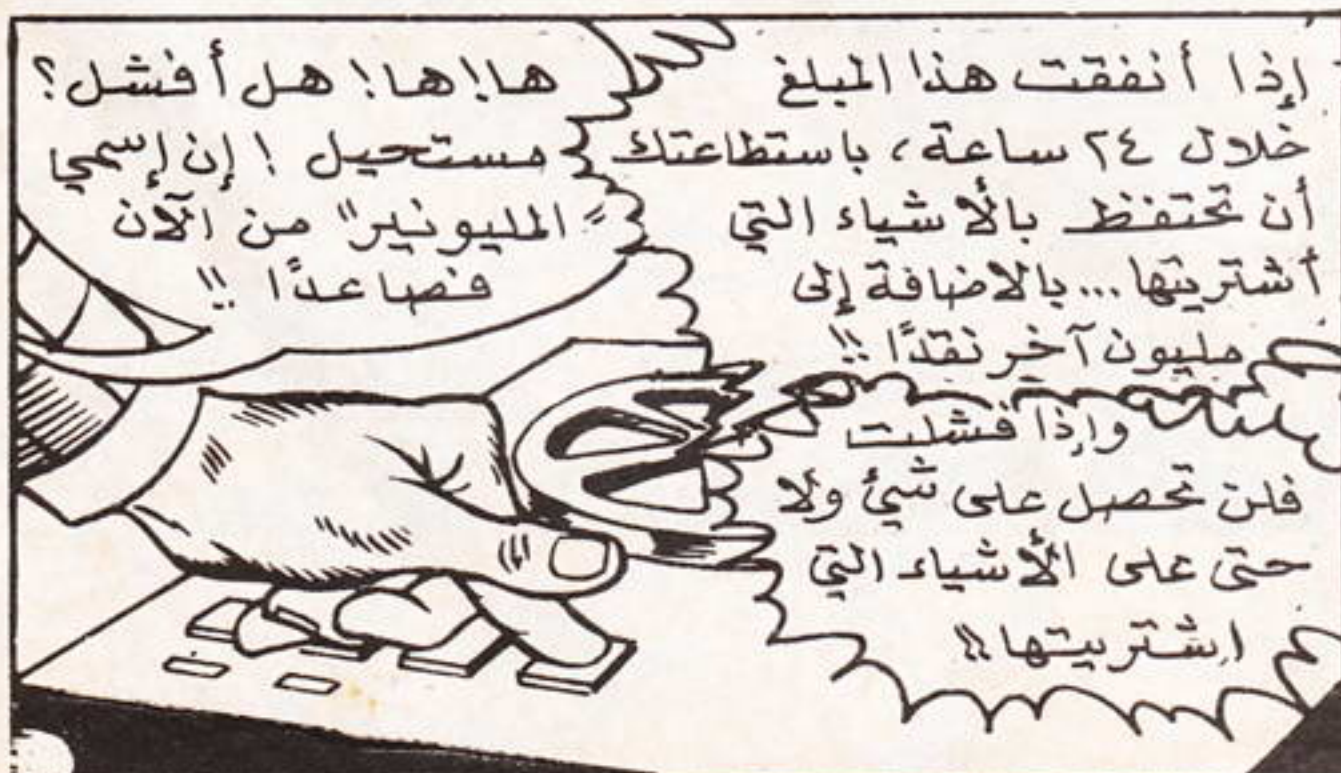 إذا أنفقت هذا المبلغ
خلال ٢٤ ساعة، باستطاعتك
أن تحتفظ بالأشياء التي
أشتريتها... بالاضافة إلى
مليون آخر نقدًا !!
وإذا فشلت
فلن تحصل على شئ ولا
حتى على الأشياء التي
اشتريتها !!
ها! ها! هل أفشل؟
مستحيل ! إن إسمي
"المليونير" من الآن
فصاعدًا !!